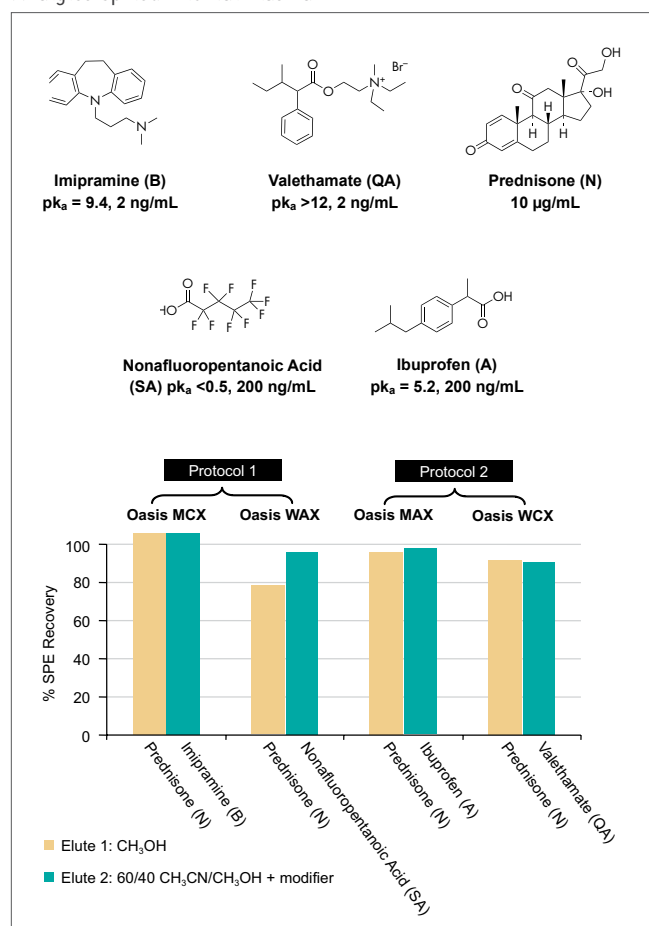 Imipramine (B)
pkₐ = 9.4, 2 ng/mL
Valethamate (QA)
pkₐ >12, 2 ng/mL
Prednisone (N)
10 µg/mL
N
N
O
O
N⁺
Br⁻
O
O
OH
OH
H
H
H
O
O
HO
F
F
F
F
F
F
F
F
F
OH
O
Nonafluoropentanoic Acid
(SA) pkₐ <0.5, 200 ng/mL
Ibuprofen (A)
pkₐ = 5.2, 200 ng/mL
Protocol 1
Protocol 2
Oasis MCX
Oasis WAX
Oasis MAX
Oasis WCX
% SPE Recovery
100
80
60
40
20
0
Prednisone (N)
Imipramine (B)
Prednisone (N)
Nonafluoropentanoic Acid (SA)
Prednisone (N)
Ibuprofen (A)
Prednisone (N)
Valethamate (QA)
Elute 1: CH₃OH
Elute 2: 60/40 CH₃CN/CH₃OH + modifier